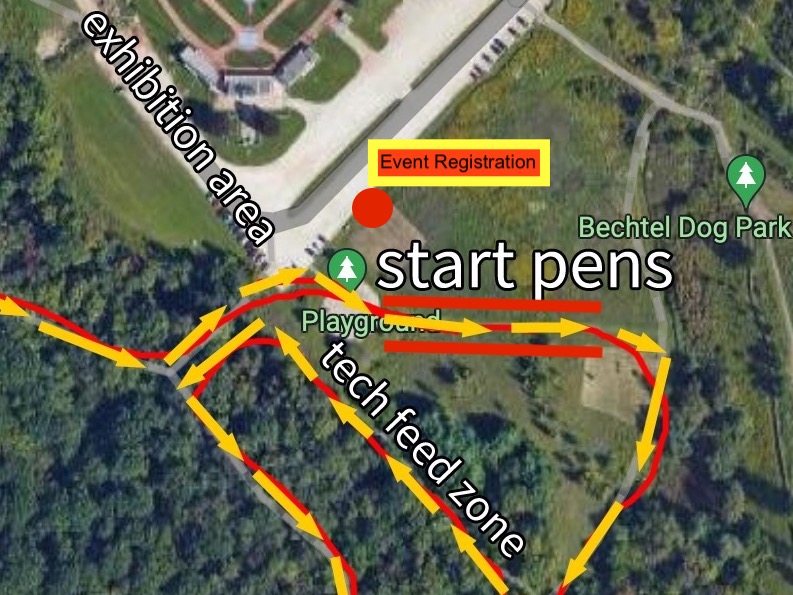 exhibition area
Event Registration
Bechtel Dog Park
start pens
Playground
tech feed zone